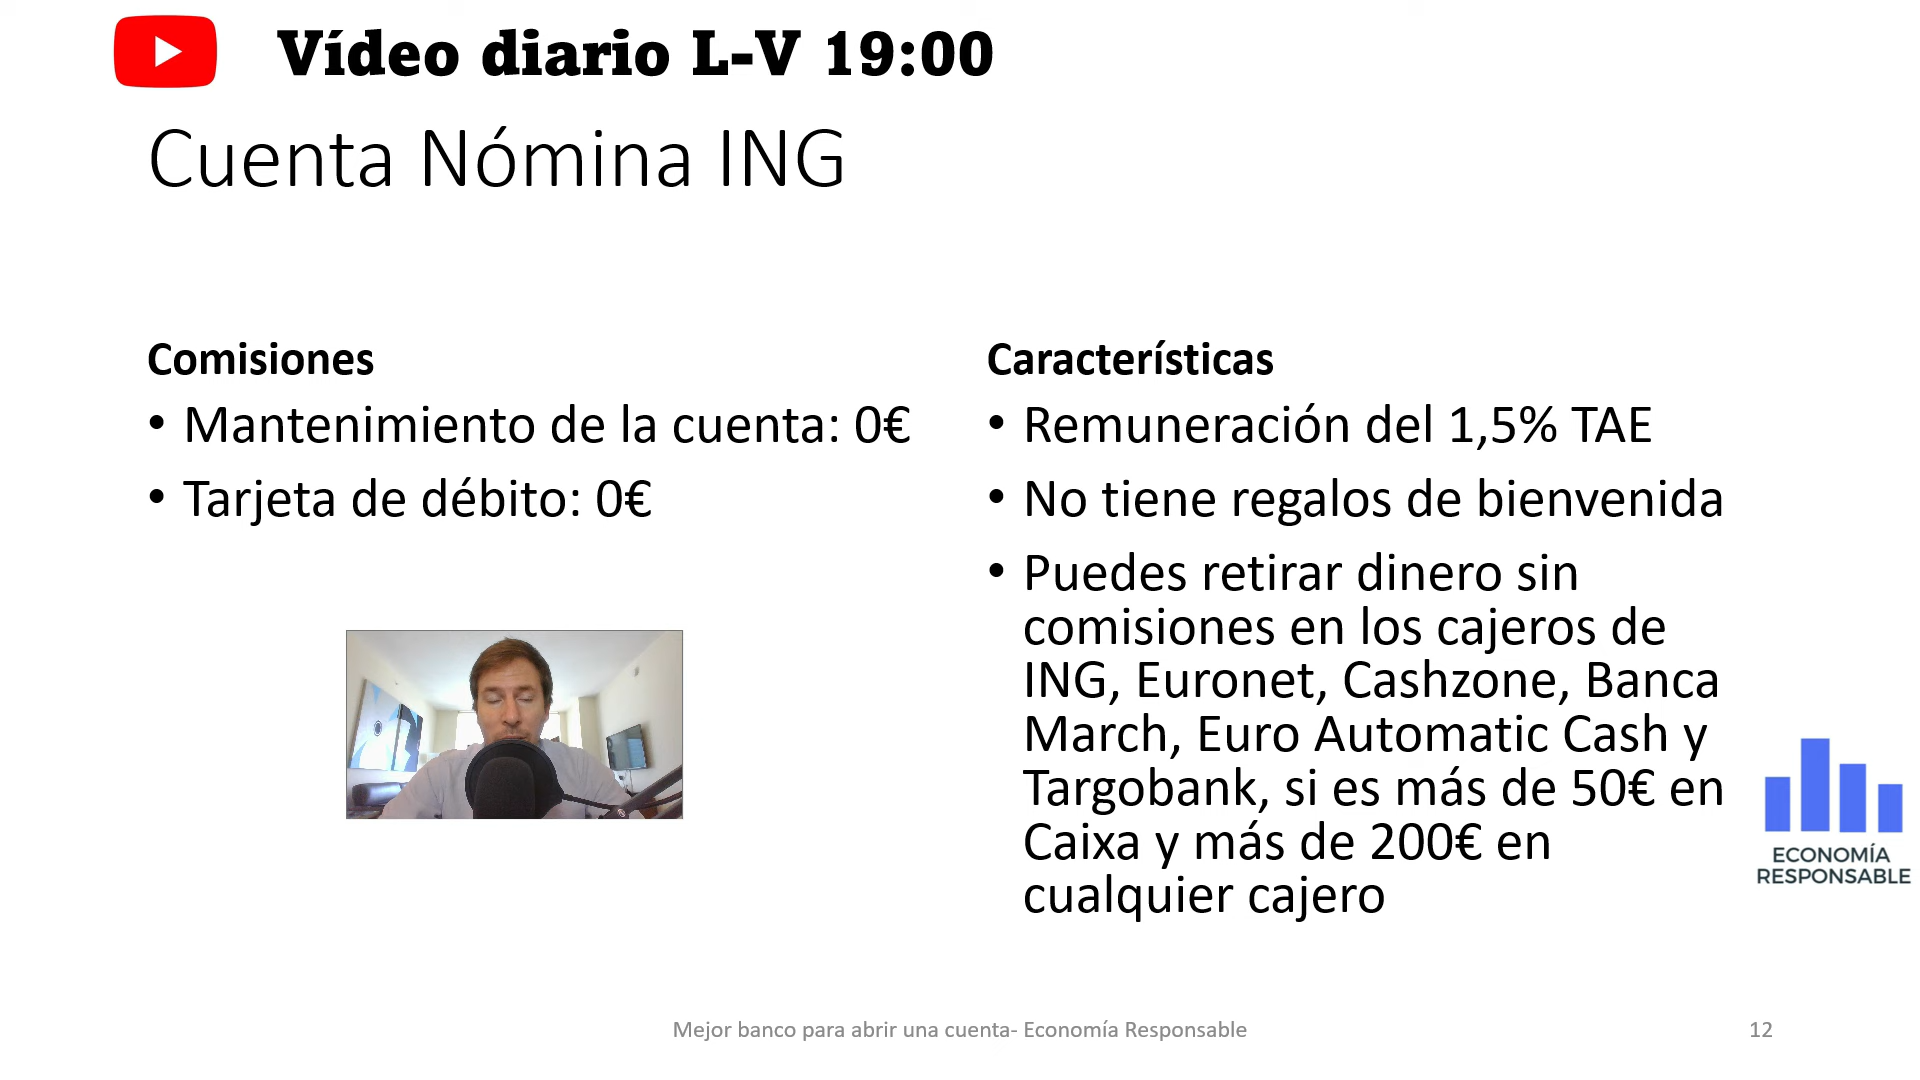 Vídeo diario L-V 19:00
Cuenta Nómina ING
Comisiones
• Mantenimiento de la cuenta: 0€
• Tarjeta de débito: 0€
Características
• Remuneración del 1,5% TAE
• No tiene regalos de bienvenida
• Puedes retirar dinero sin
comisiones en los cajeros de
ING, Euronet, Cashzone, Banca
March, Euro Automatic Cash y
Targobank, si es más de 50€ en
Caixa y más de 200€ en
cualquier cajero
ECONOMÍA
RESPONSABLE
Mejor banco para abrir una cuenta- Economía Responsable
12